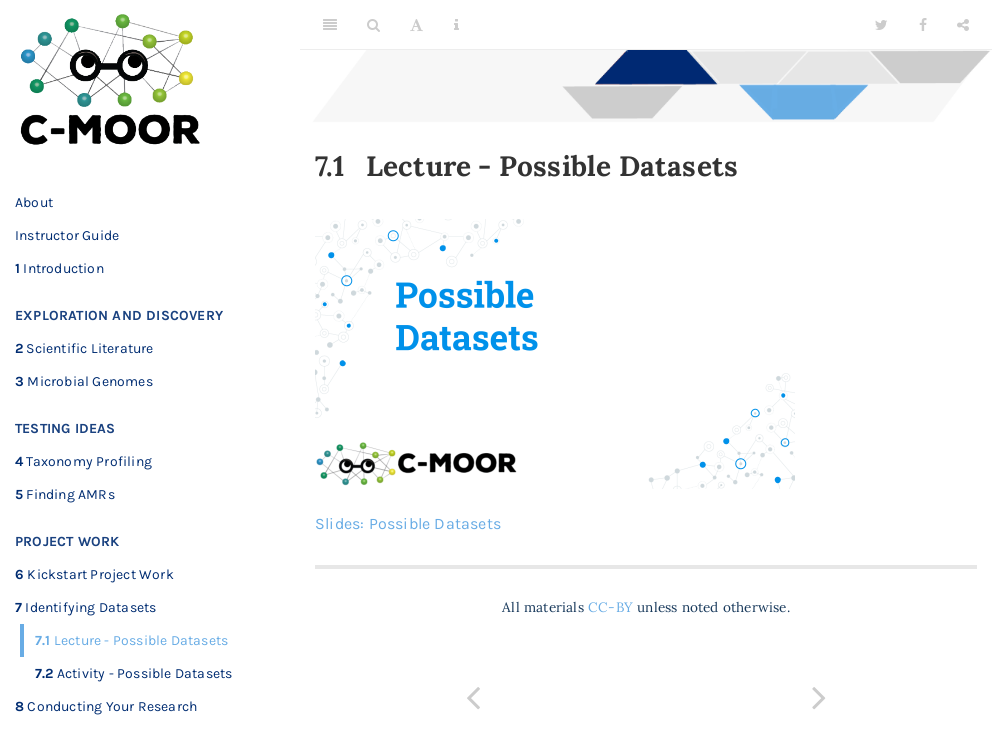 C-MOOR
About
Instructor Guide
1 Introduction
EXPLORATION AND DISCOVERY
2 Scientific Literature
3 Microbial Genomes
TESTING IDEAS
4 Taxonomy Profiling
5 Finding AMRs
PROJECT WORK
6 Kickstart Project Work
7 Identifying Datasets
7.1 Lecture - Possible Datasets
7.2 Activity - Possible Datasets
8 Conducting Your Research
A
7.1 Lecture - Possible Datasets
Possible
Datasets
C-MOOR
Slides: Possible Datasets
All materials CC-BY unless noted otherwise.